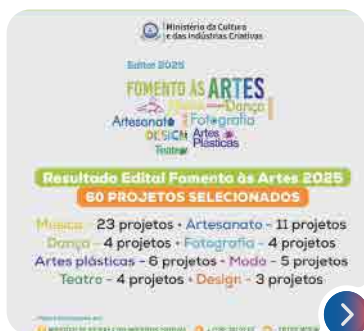 Ministério da Cultura
e das Indústrias Criativas
Edital 2025
FOMENTO ÀS ARTES
Música Dança
Artesanato Fotografia
DESIGN Artes
Plásticas
Teatro
Resultado Edital Fomento às Artes 2025
60 PROJETOS SELECIONADOS
Música - 23 projetos • Artesanato - 11 projetos
Dança - 4 projetos • Fotografia - 4 projetos
Artes plásticas - 6 projetos • Moda - 5 projetos
Teatro - 4 projetos • Design - 3 projetos